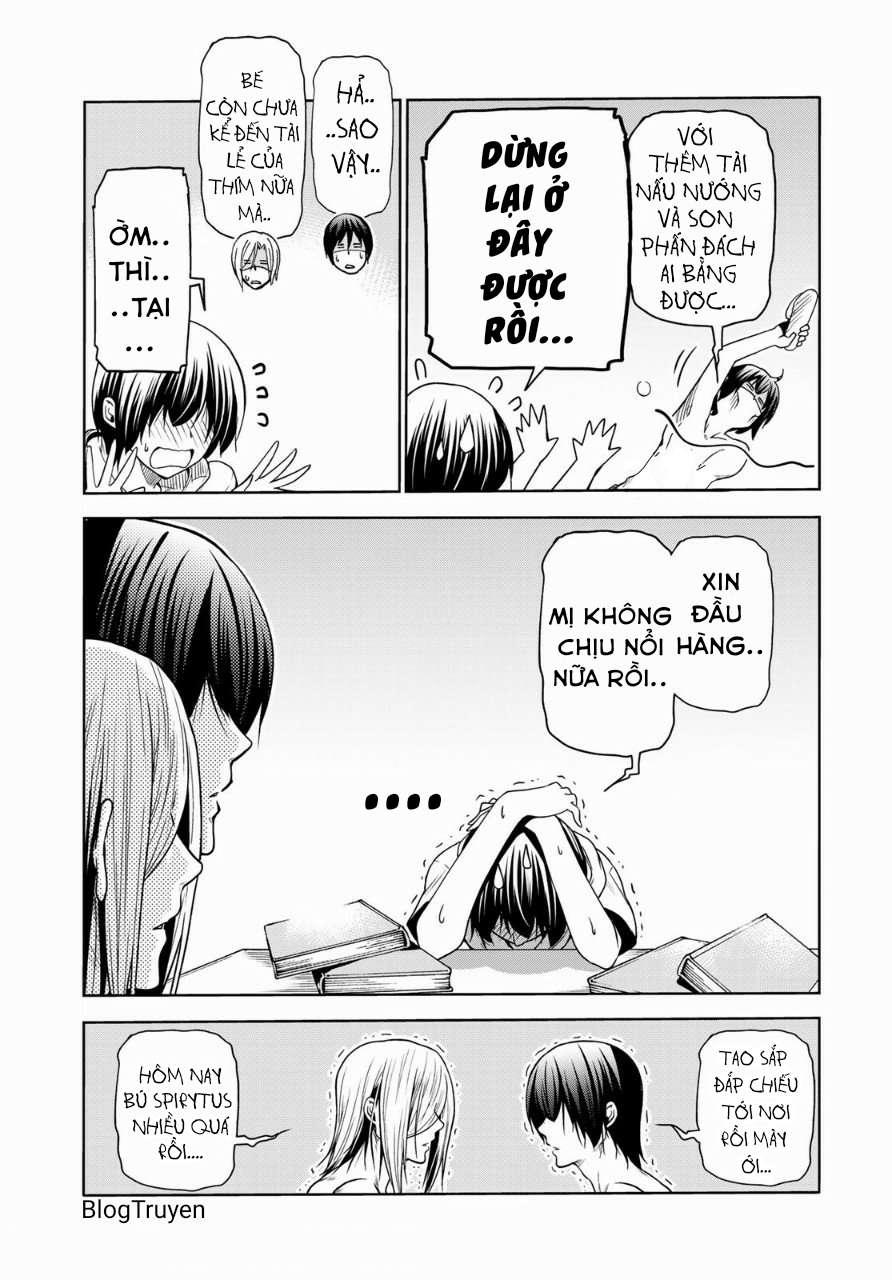 VỚI
THÊM TÀI
NẤU NƯỚNG
VÀ SON
PHẤN ĐÁCH
AI BẰNG
ĐƯỢC...
DỪNG
LẠI Ở
ĐÂY
ĐƯỢC
RỒI...
HẢ..
..SAO
VẬY..
BẾ
CÒN CHƯA
KỂ ĐẾN TÀI
LẺ CỦA
THÍM NỮA
MÀ..
ỜM..
THÌ..
..TẠI
...
XIN
ĐẦU
HÀNG..
MỊ KHÔNG
CHỊU NỔI
NỮA RỒI..
....
TAO SẮP
ĐẮP CHIẾU
TỚI NƠI
RỒI MÀY
ƠI...
HÔM NAY
BÚ SPIRYTUS
NHIỀU QUÁ
RỒI....
BlogTruyen